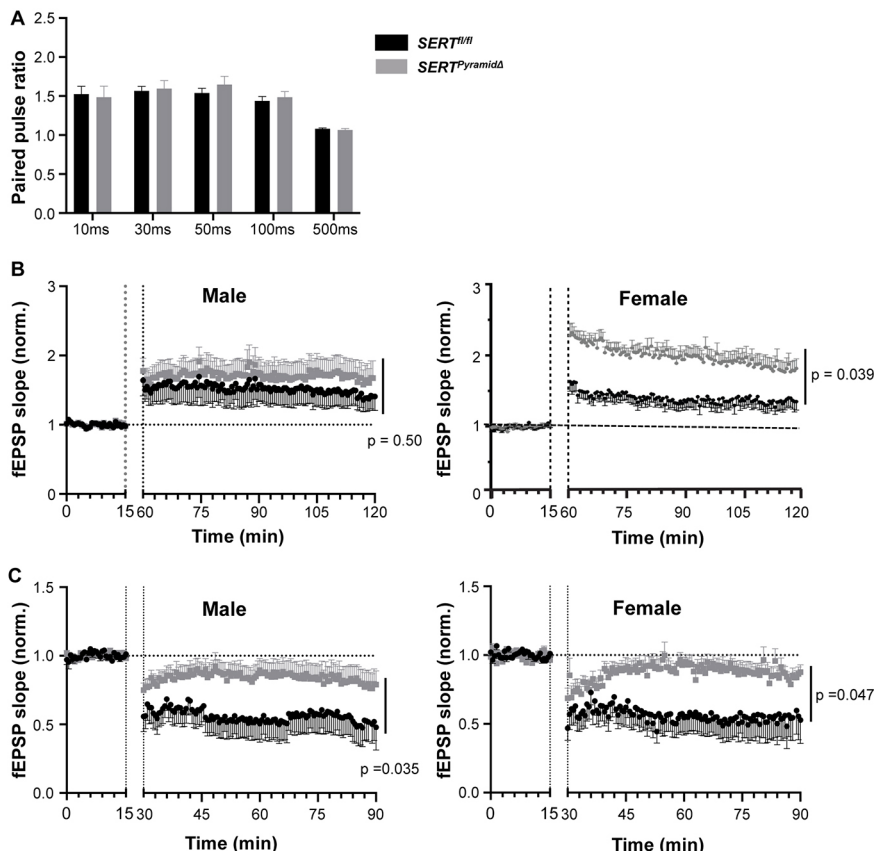 A
Paired pulse ratio
2.5
2.0
1.5
1.0
0.5
0.0
10ms 30ms 50ms 100ms 500ms
SERTfl/fl
SERTPyramidΔ
B
Male
fEPSP slope (norm.)
3
2
1
0
0 15 60 75 90 105 120
Time (min)
p = 0.50
Female
fEPSP slope (norm.)
3
2
1
0
0 15 60 75 90 105 120
Time (min)
p = 0.039
C
Male
fEPSP slope (norm.)
1.5
1.0
0.5
0.0
0 15 30 45 60 75 90
Time (min)
p =0.035
Female
fEPSP slope (norm.)
1.5
1.0
0.5
0.0
0 15 30 45 60 75 90
Time (min)
p =0.047